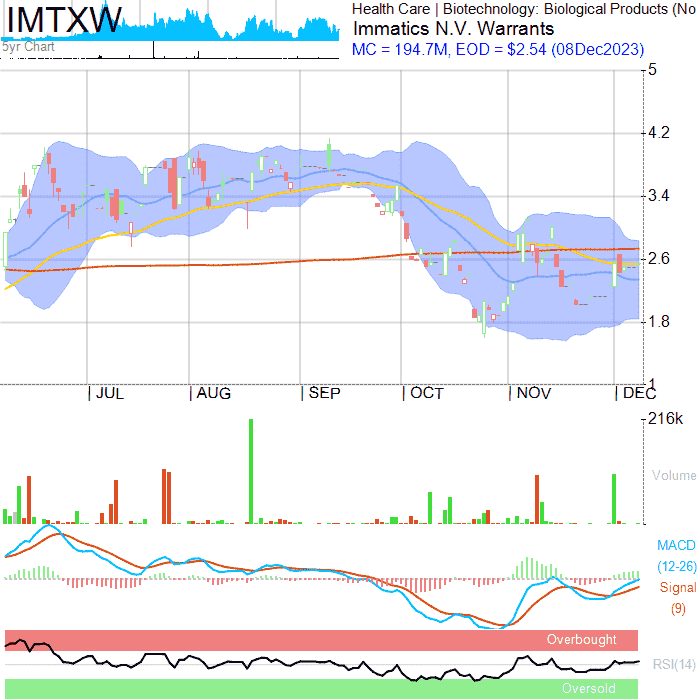 IMTXW
5yr Chart
Health Care | Biotechnology: Biological Products (No
Immatics N.V. Warrants
MC = 194.7M, EOD = $2.54 (08Dec2023)
5
4.2
3.4
2.6
1.8
1
JUL AUG SEP OCT NOV DEC
216k
Volume
MACD
(12-26)
Signal
(9)
Overbought
RSI(14)
Oversold